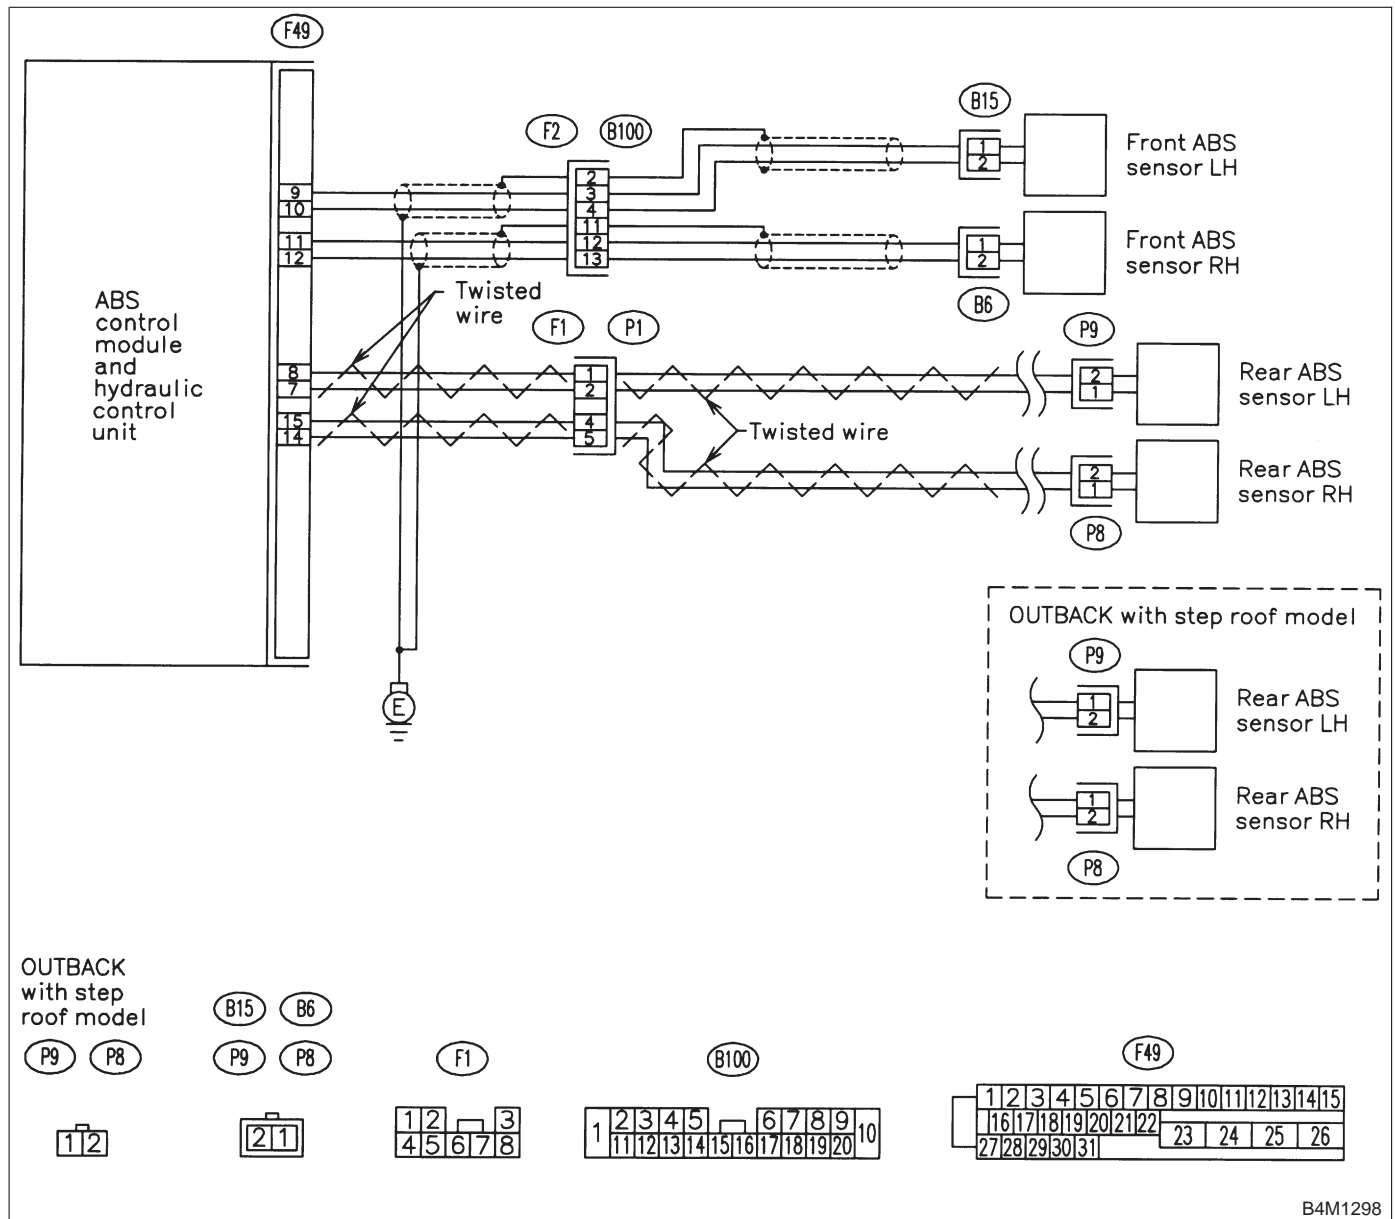 F49
B15
F2 B100
1
2
Front ABS
sensor LH
2
3
4
11
12
13
9
10
11
12
1
2
Front ABS
sensor RH
B6
ABS
control
module
and
hydraulic
control
unit
Twisted
wire
F1 P1
P9
8
7
15
14
1
2
4
5
2
1
Rear ABS
sensor LH
Twisted wire
2
1
Rear ABS
sensor RH
P8
E
OUTBACK with step roof model
P9
1
2
Rear ABS
sensor LH
1
2
Rear ABS
sensor RH
P8
OUTBACK
with step
roof model
P9 P8
1 2
B15 B6
P9 P8
2 1
F1
1 2 3
4 5 6 7 8
B100
1 2 3 4 5 6 7 8 9 10
11 12 13 14 15 16 17 18 19 20
F49
1 2 3 4 5 6 7 8 9 10 11 12 13 14 15
16 17 18 19 20 21 22 23 24 25 26
27 28 29 30 31
B4M1298